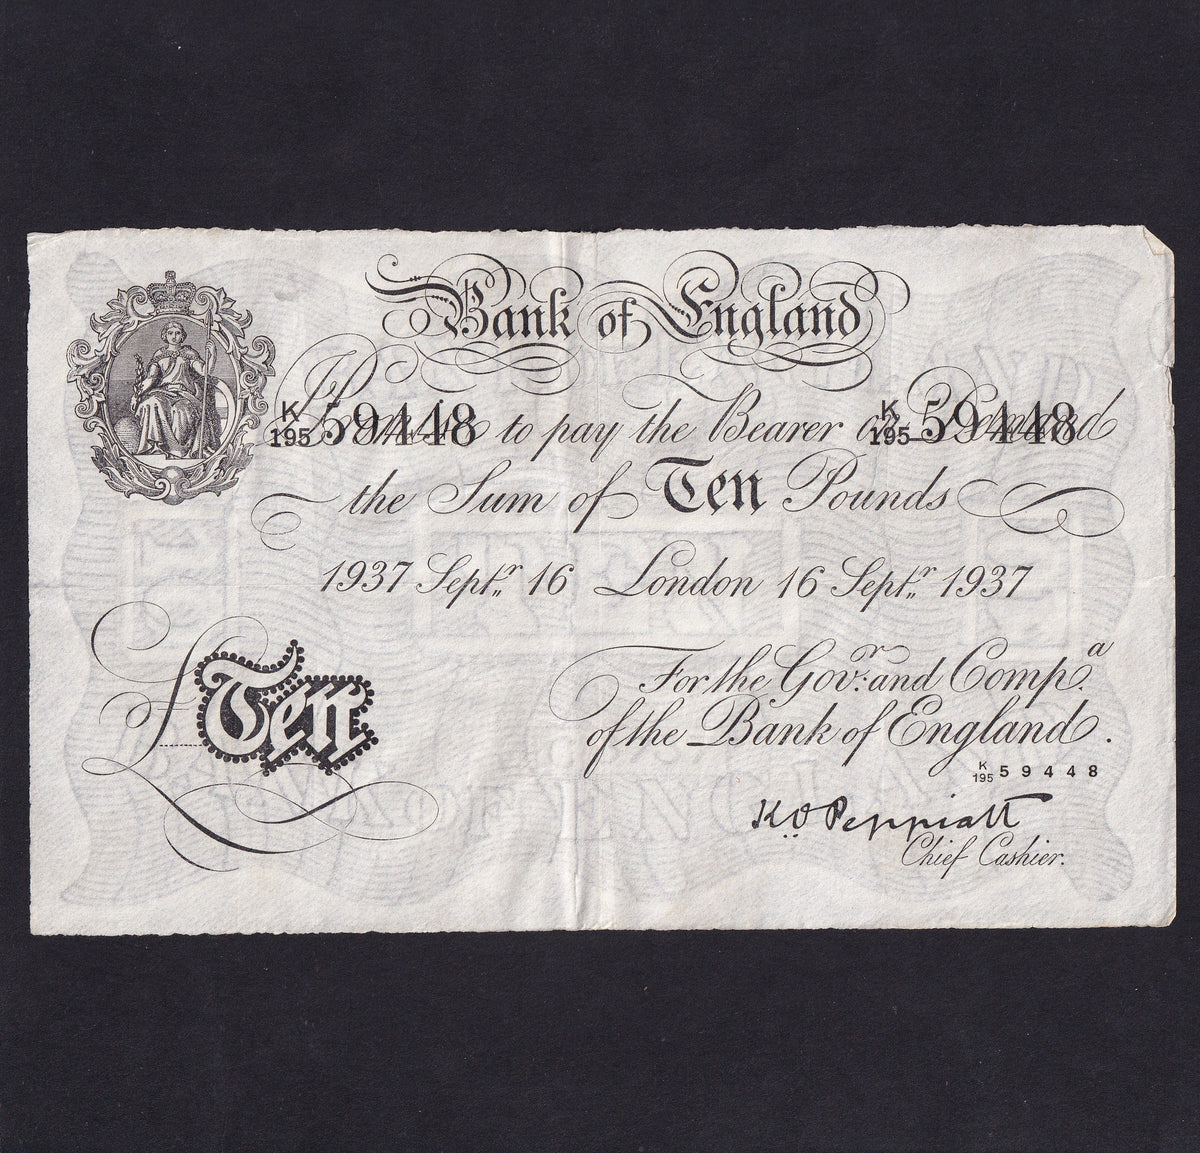 Bank of England
K 195 59448 K 195 59448
I Promise to pay the Bearer on Demand
the Sum of Ten Pounds
1937 Septr 16 London 16 Septr 1937
For the Govr: and Compa.
of the Bank of England.
K 195 59448
£ Ten
K O Peppiatt
Chief Cashier.